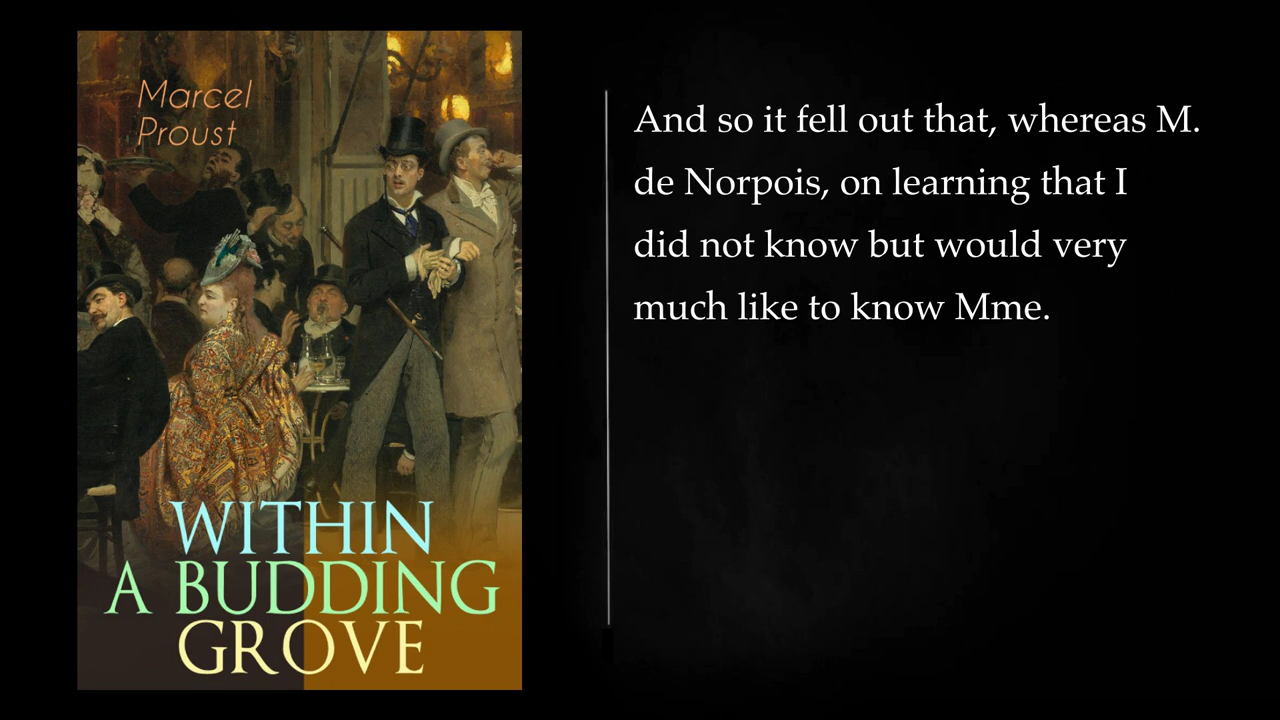 Marcel
Proust
WITHIN
A BUDDING
GROVE
And so it fell out that, whereas M.
de Norpois, on learning that I
did not know but would very
much like to know Mme.